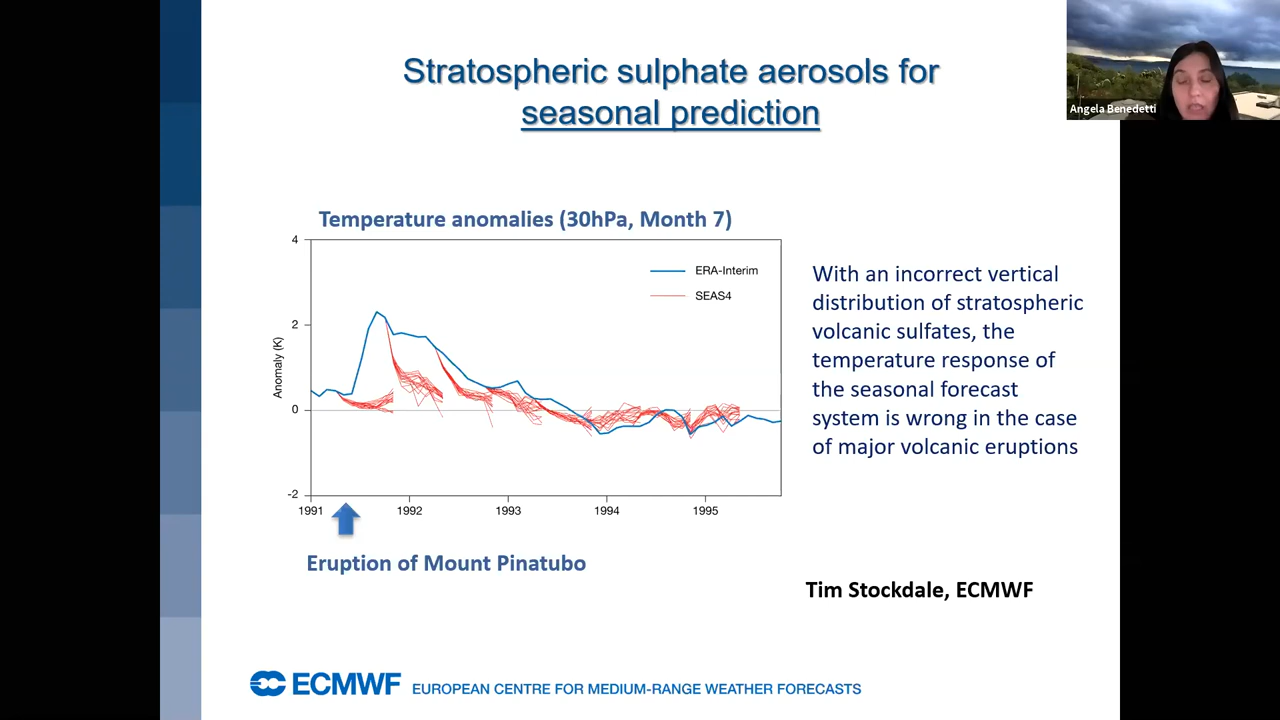 Stratospheric sulphate aerosols for
seasonal prediction
Angela Benedetti
Temperature anomalies (30hPa, Month 7)
4
2
0
-2
Anomaly (K)
ERA-Interim
SEAS4
1991
1992
1993
1994
1995
Eruption of Mount Pinatubo
With an incorrect vertical
distribution of stratospheric
volcanic sulfates, the
temperature response of
the seasonal forecast
system is wrong in the case
of major volcanic eruptions
Tim Stockdale, ECMWF
ECMWF EUROPEAN CENTRE FOR MEDIUM-RANGE WEATHER FORECASTS